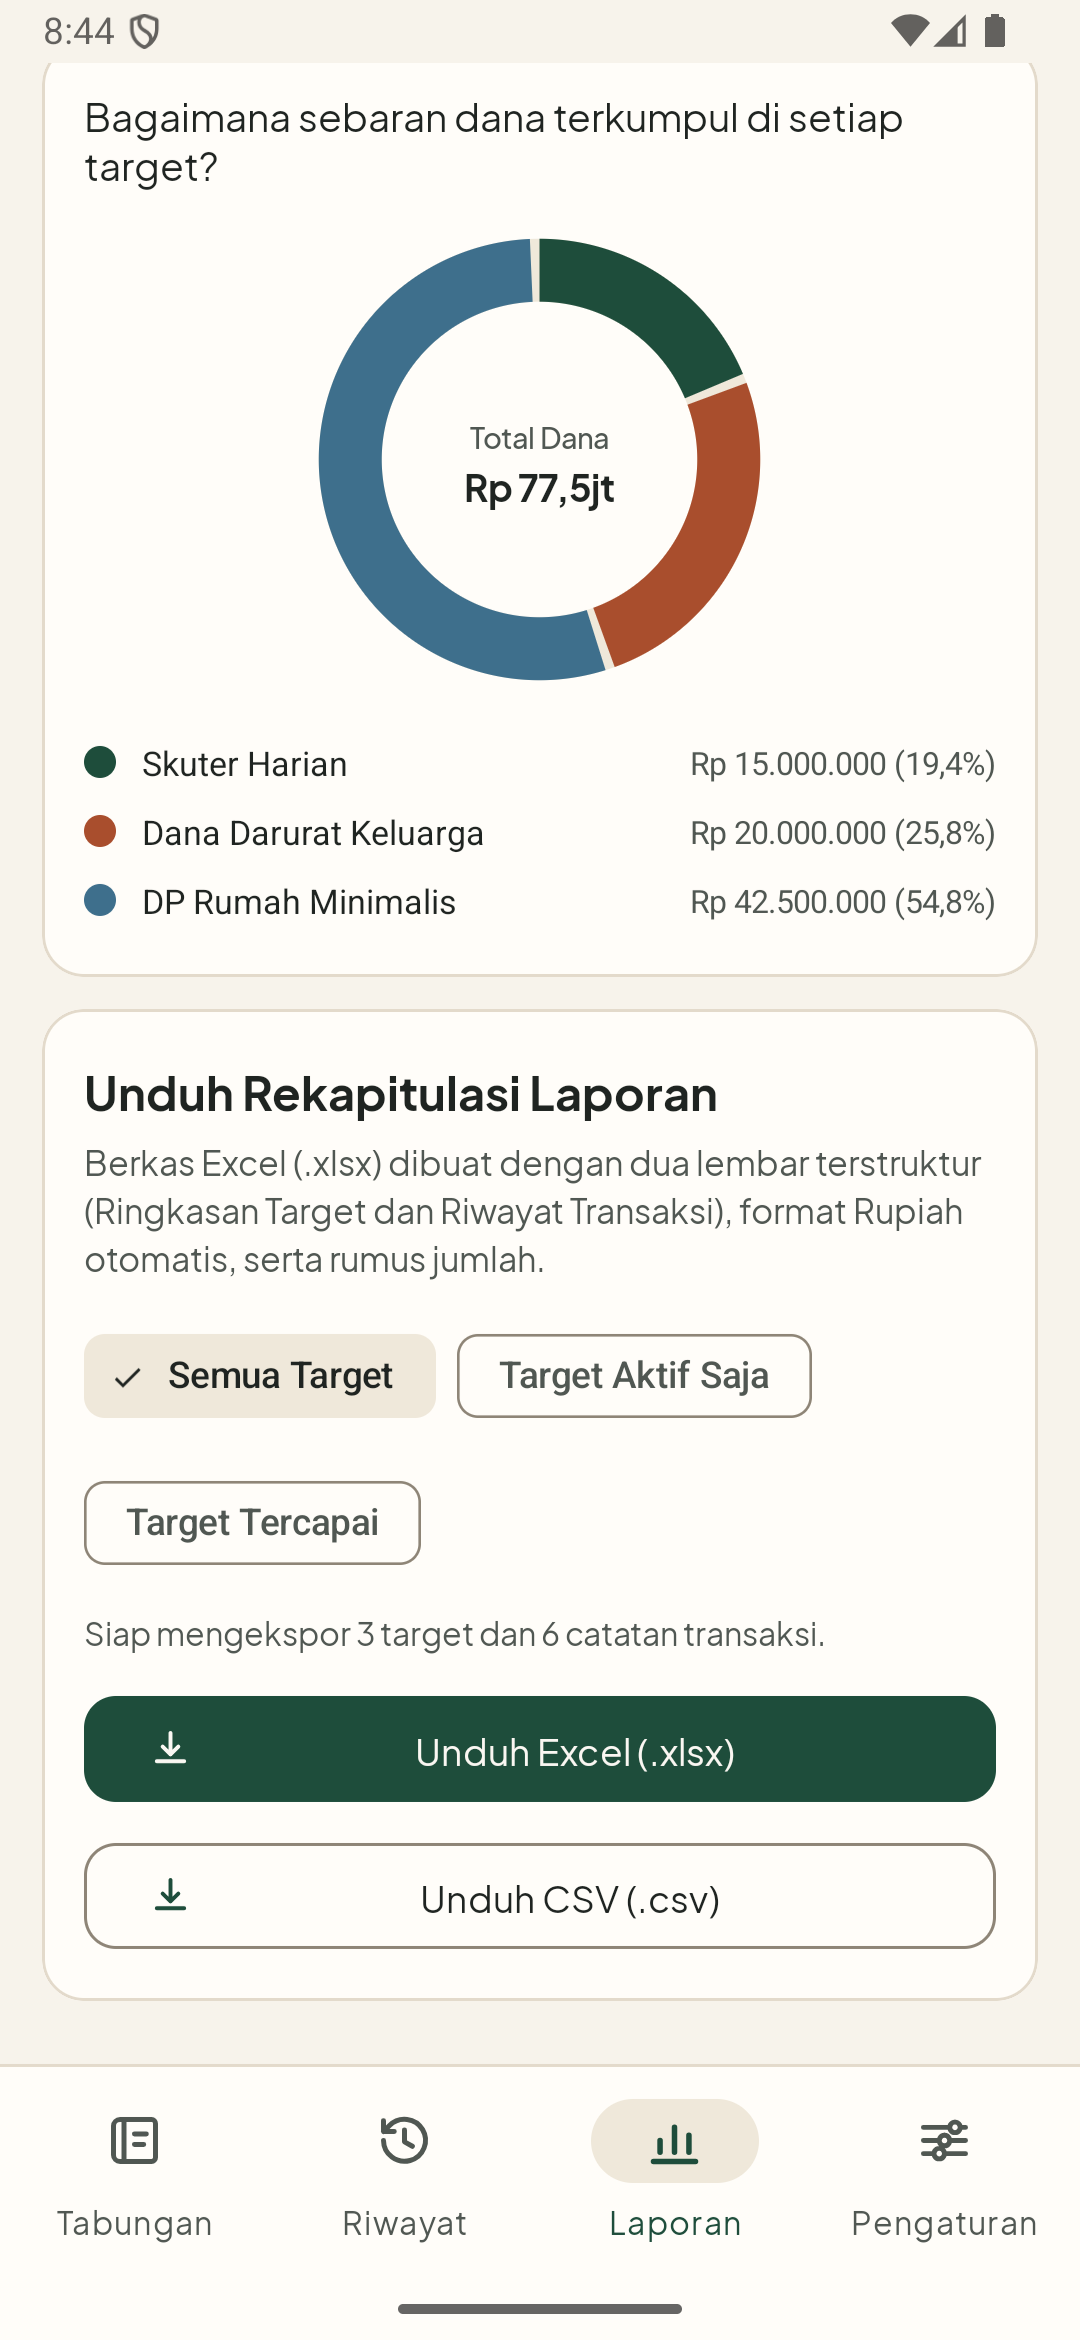 8:44
Bagaimana sebaran dana terkumpul di setiap
target?
Total Dana
Rp 77,5jt
Skuter Harian
Rp 15.000.000 (19,4%)
Dana Darurat Keluarga
Rp 20.000.000 (25,8%)
DP Rumah Minimalis
Rp 42.500.000 (54,8%)
Unduh Rekapitulasi Laporan
Berkas Excel (.xlsx) dibuat dengan dua lembar terstruktur
(Ringkasan Target dan Riwayat Transaksi), format Rupiah
otomatis, serta rumus jumlah.
Semua Target
Target Aktif Saja
Target Tercapai
Siap mengekspor 3 target dan 6 catatan transaksi.
Unduh Excel (.xlsx)
Unduh CSV (.csv)
Tabungan
Riwayat
Laporan
Pengaturan